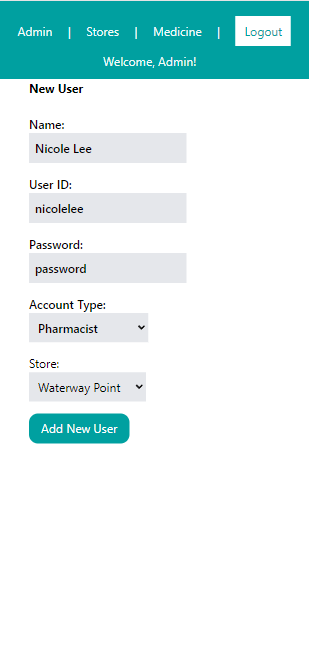 Admin | Stores | Medicine | Logout
Welcome, Admin!
New User
Name:
Nicole Lee
User ID:
nicolelee
Password:
password
Account Type:
Pharmacist
Store:
Waterway Point
Add New User